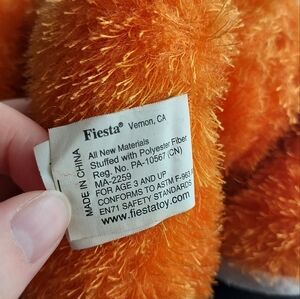 Fiesta® Vernon, CA
MADE IN CHINA
All New Materials
Stuffed with Polyester Fiber
Reg. No. PA-10567 (CN)
MA-2259
FOR AGE 3 AND UP
CONFORMS TO ASTM F-963
EN71 SAFETY STANDARDS
www.fiestatoy.com